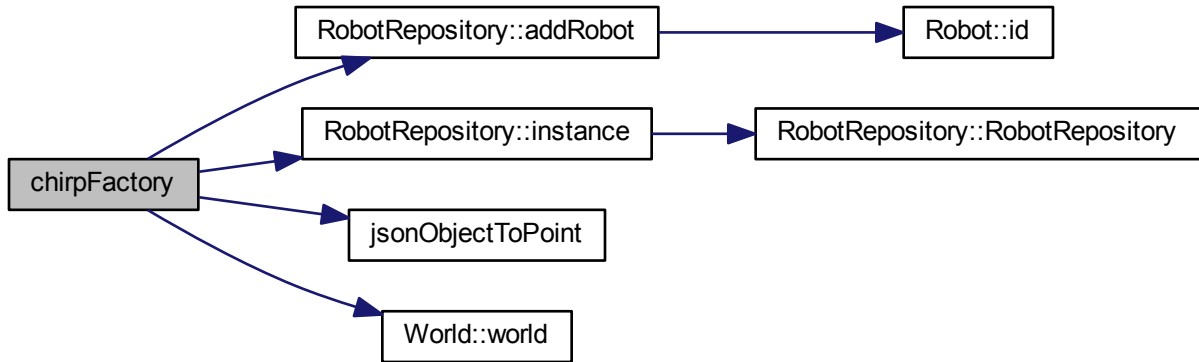 RobotRepository::addRobot
Robot::id
RobotRepository::instance
RobotRepository::RobotRepository
chirpFactory
jsonObjectToPoint
World::world